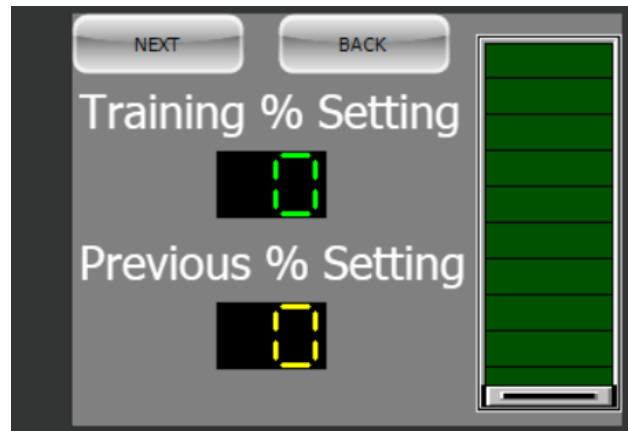 NEXT BACK
Training % Setting
0
Previous % Setting
0